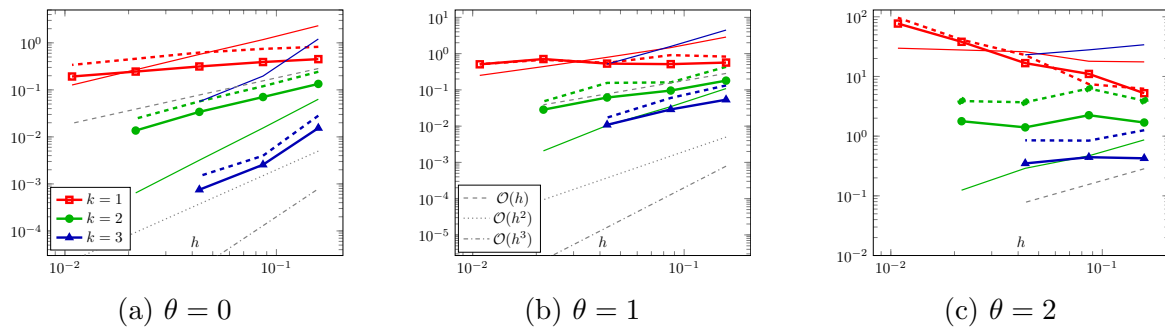 10^0
10^{-1}
10^{-2}
10^{-3}
10^{-4}
k = 1
k = 2
k = 3
h
10^{-2}
10^{-1}
(a) θ = 0
10^1
10^0
10^{-1}
10^{-2}
10^{-3}
10^{-4}
10^{-5}
O(h)
O(h^2)
O(h^3)
h
10^{-2}
10^{-1}
(b) θ = 1
10^2
10^1
10^0
10^{-1}
10^{-2}
h
10^{-2}
10^{-1}
(c) θ = 2